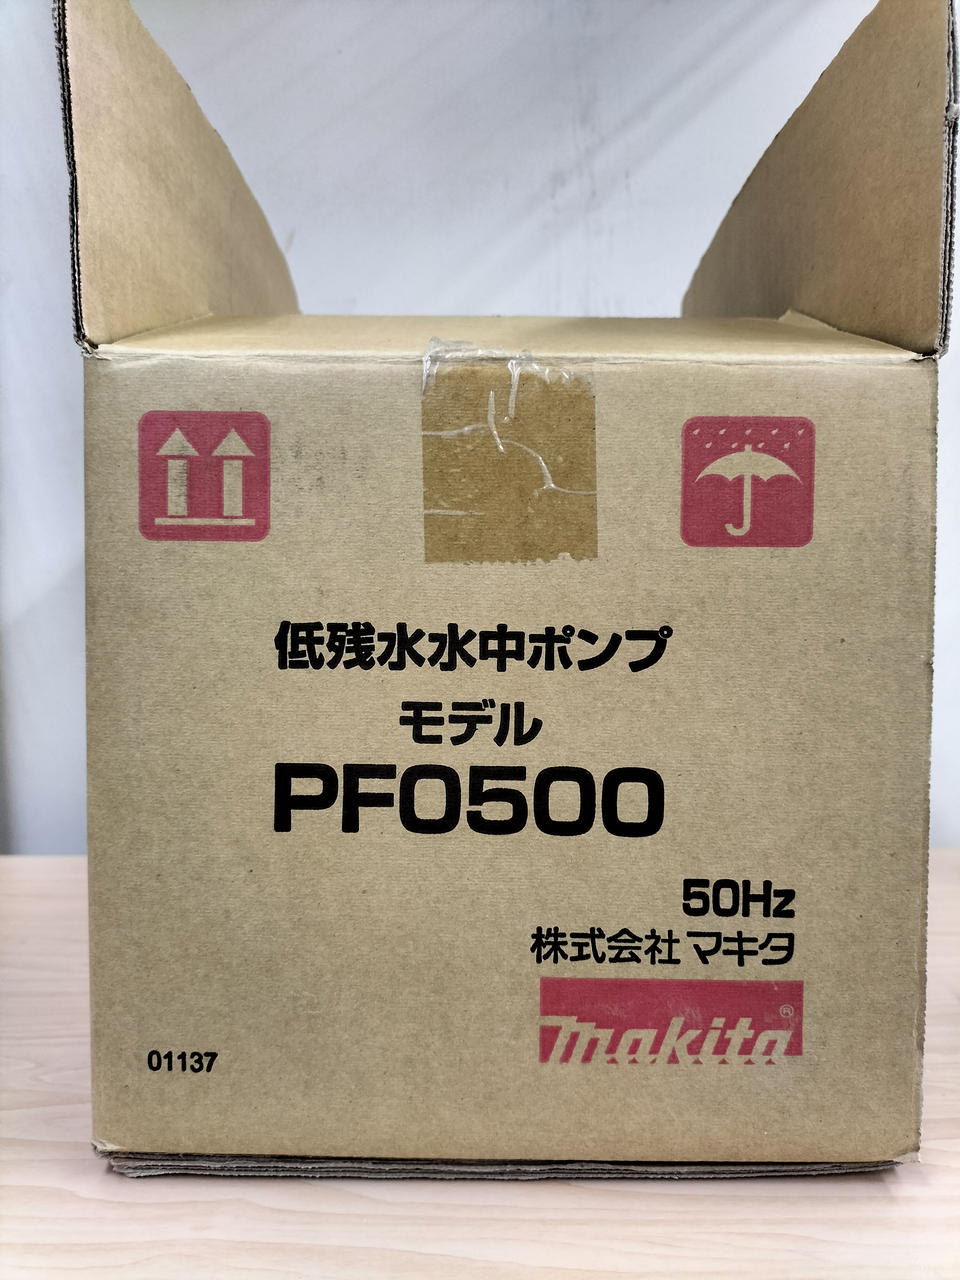 低残水水中ポンプ
モデル
PF0500
50Hz
株式会社マキタ
makita®
01137